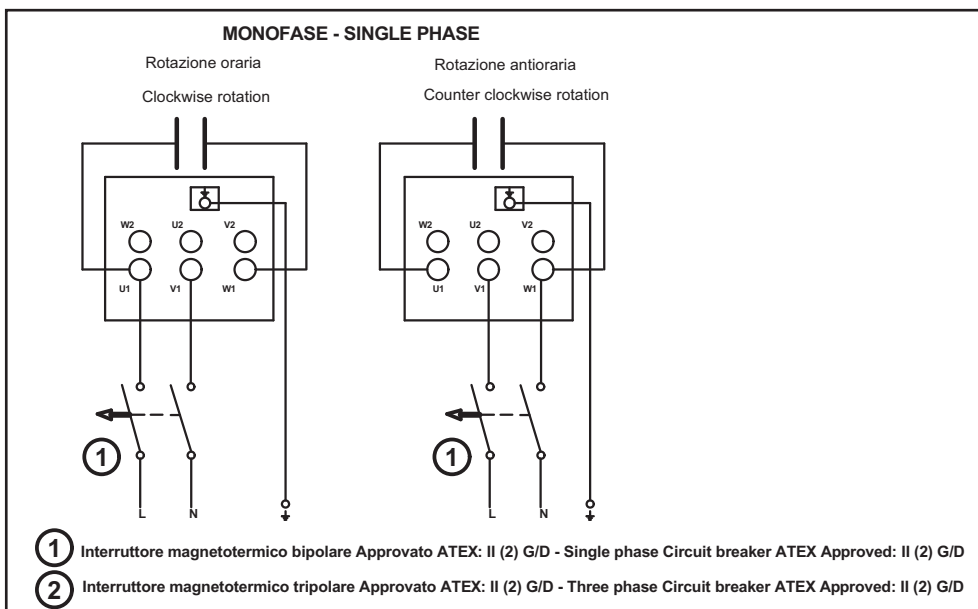 MONOFASE - SINGLE PHASE
Rotazione oraria
Clockwise rotation
W2 U2 V2
U1 V1 W1
1
L N
Rotazione antioraria
Counter clockwise rotation
W2 U2 V2
U1 V1 W1
1
L N
1 Interruttore magnetotermico bipolare Approvato ATEX: II (2) G/D - Single phase Circuit breaker ATEX Approved: II (2) G/D
2 Interruttore magnetotermico tripolare Approvato ATEX: II (2) G/D - Three phase Circuit breaker ATEX Approved: II (2) G/D